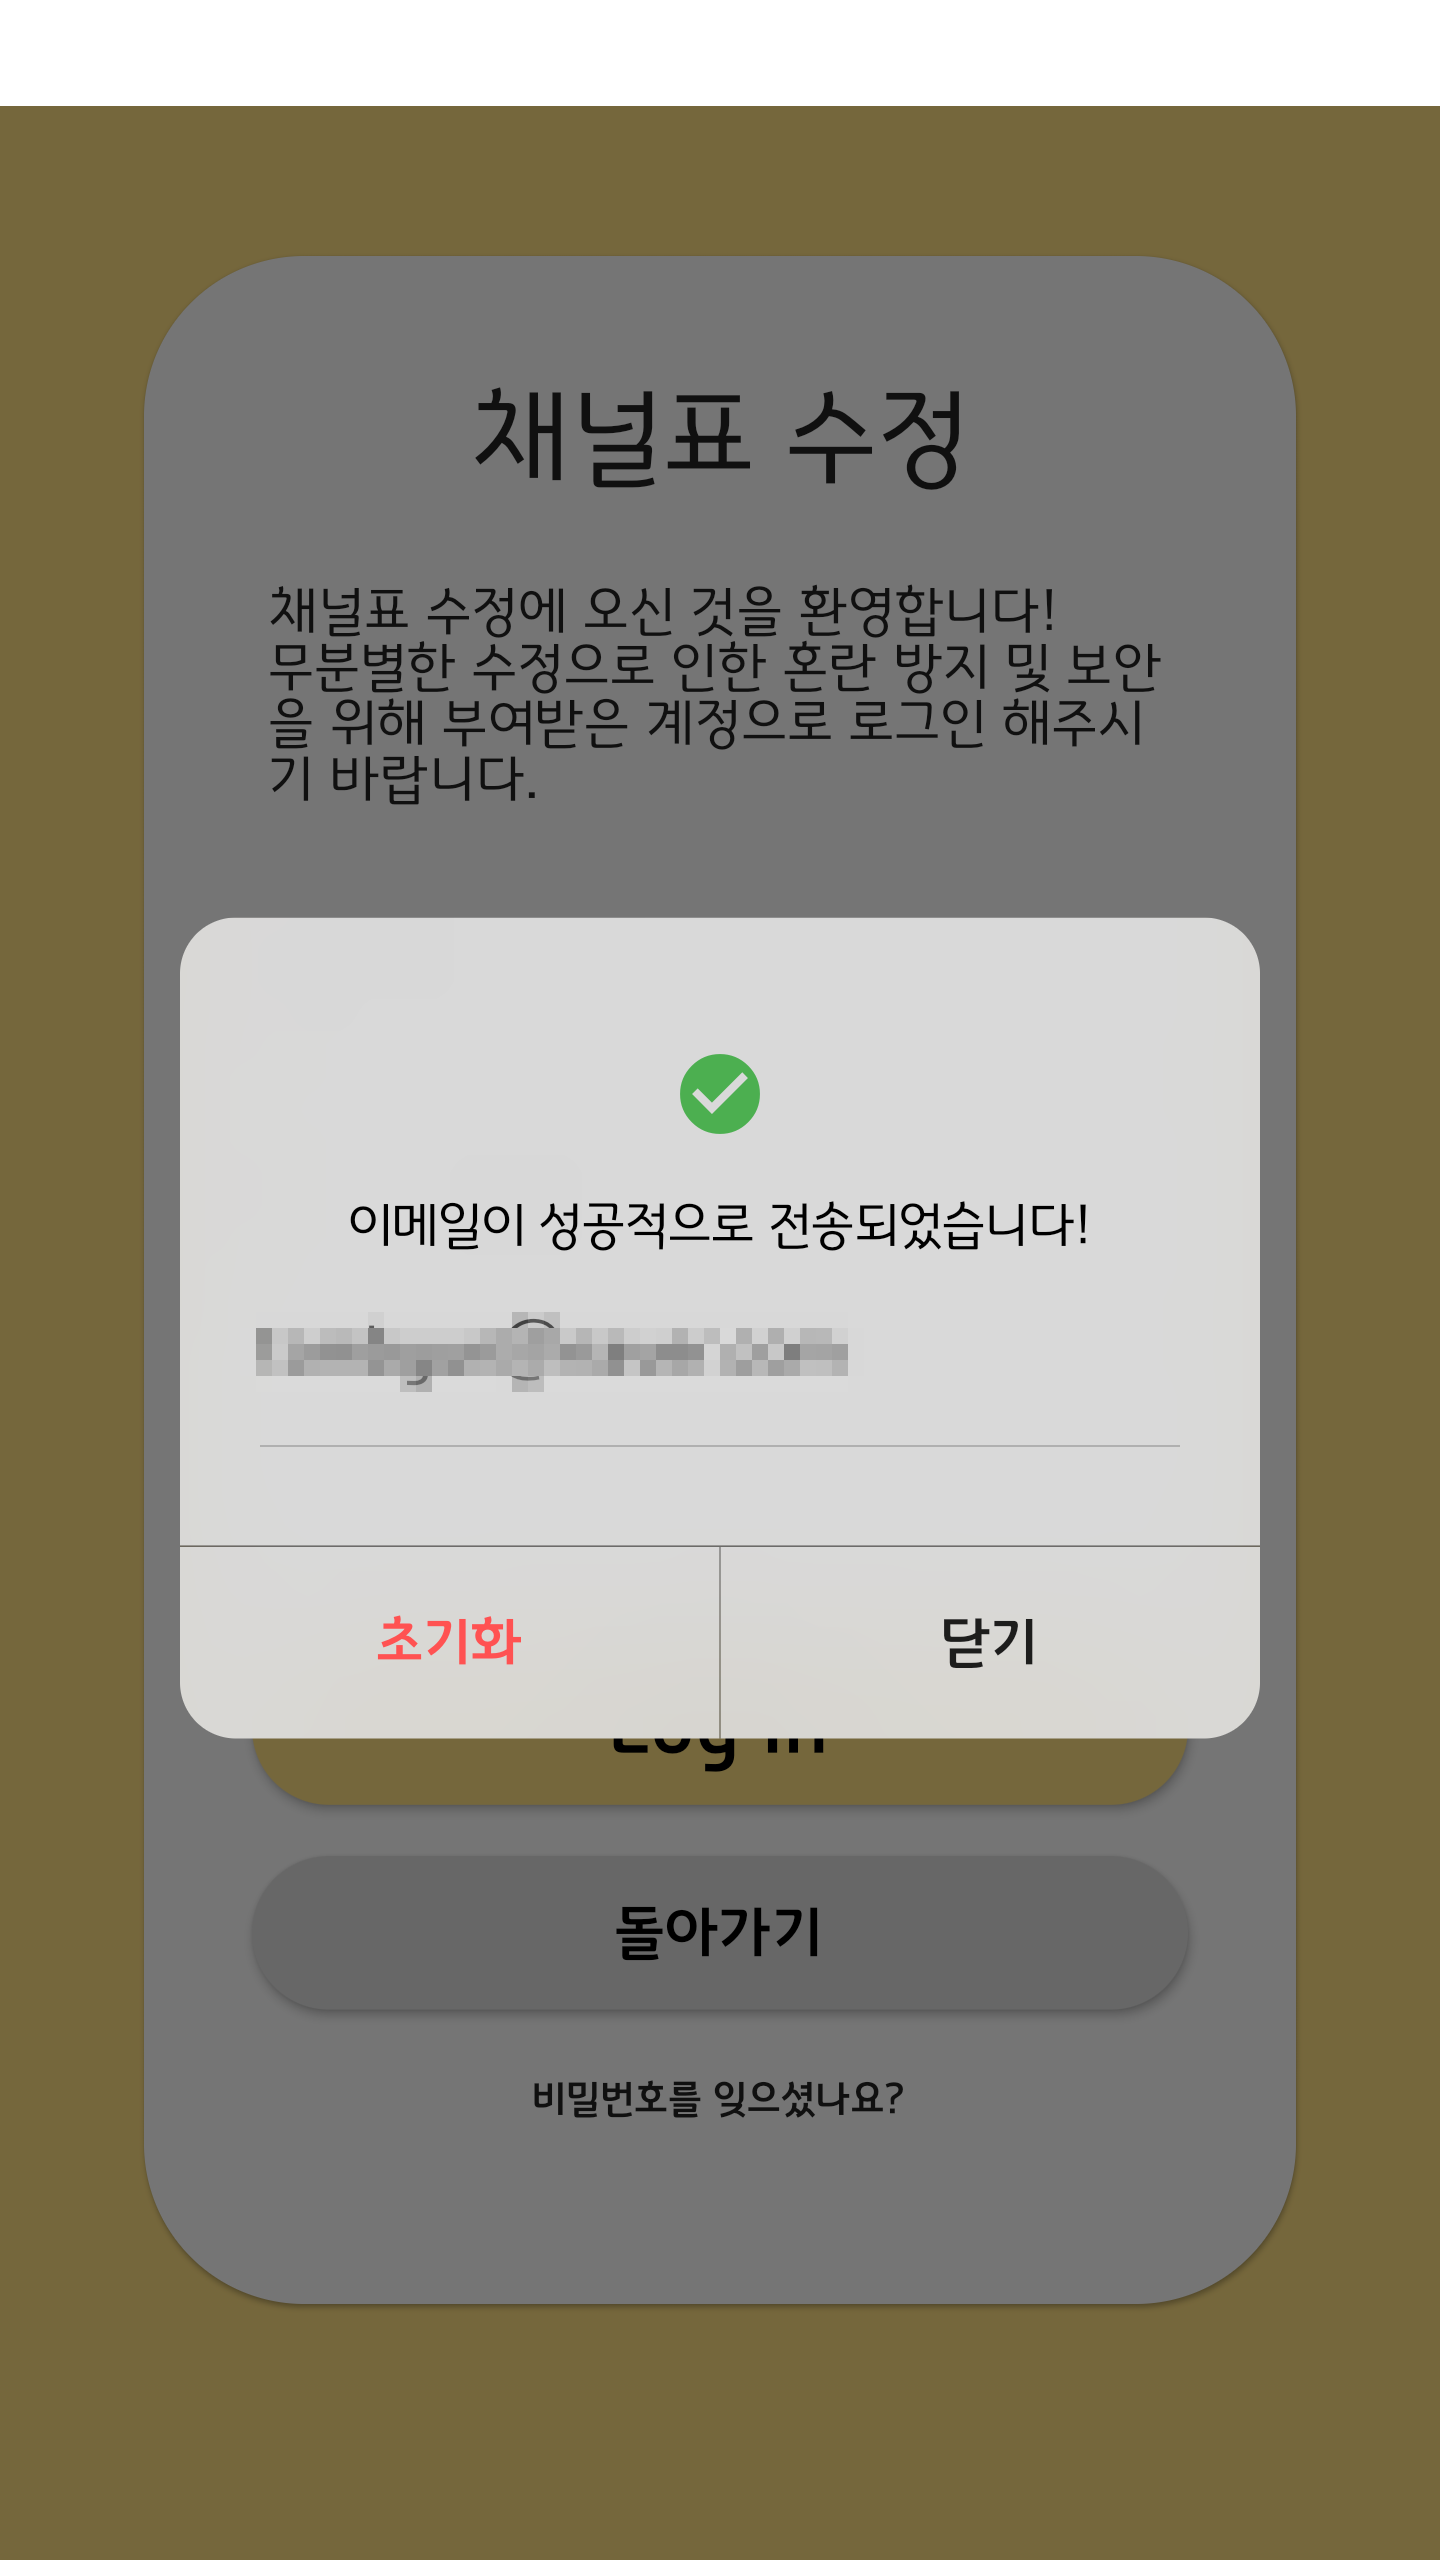 채널표 수정
채널표 수정에 오신 것을 환영합니다!
무분별한 수정으로 인한 혼란 방지 및 보안
을 위해 부여받은 계정으로 로그인 해주시
기 바랍니다.
이메일이 성공적으로 전송되었습니다!
초기화
닫기
Log in
돌아가기
비밀번호를 잊으셨나요?